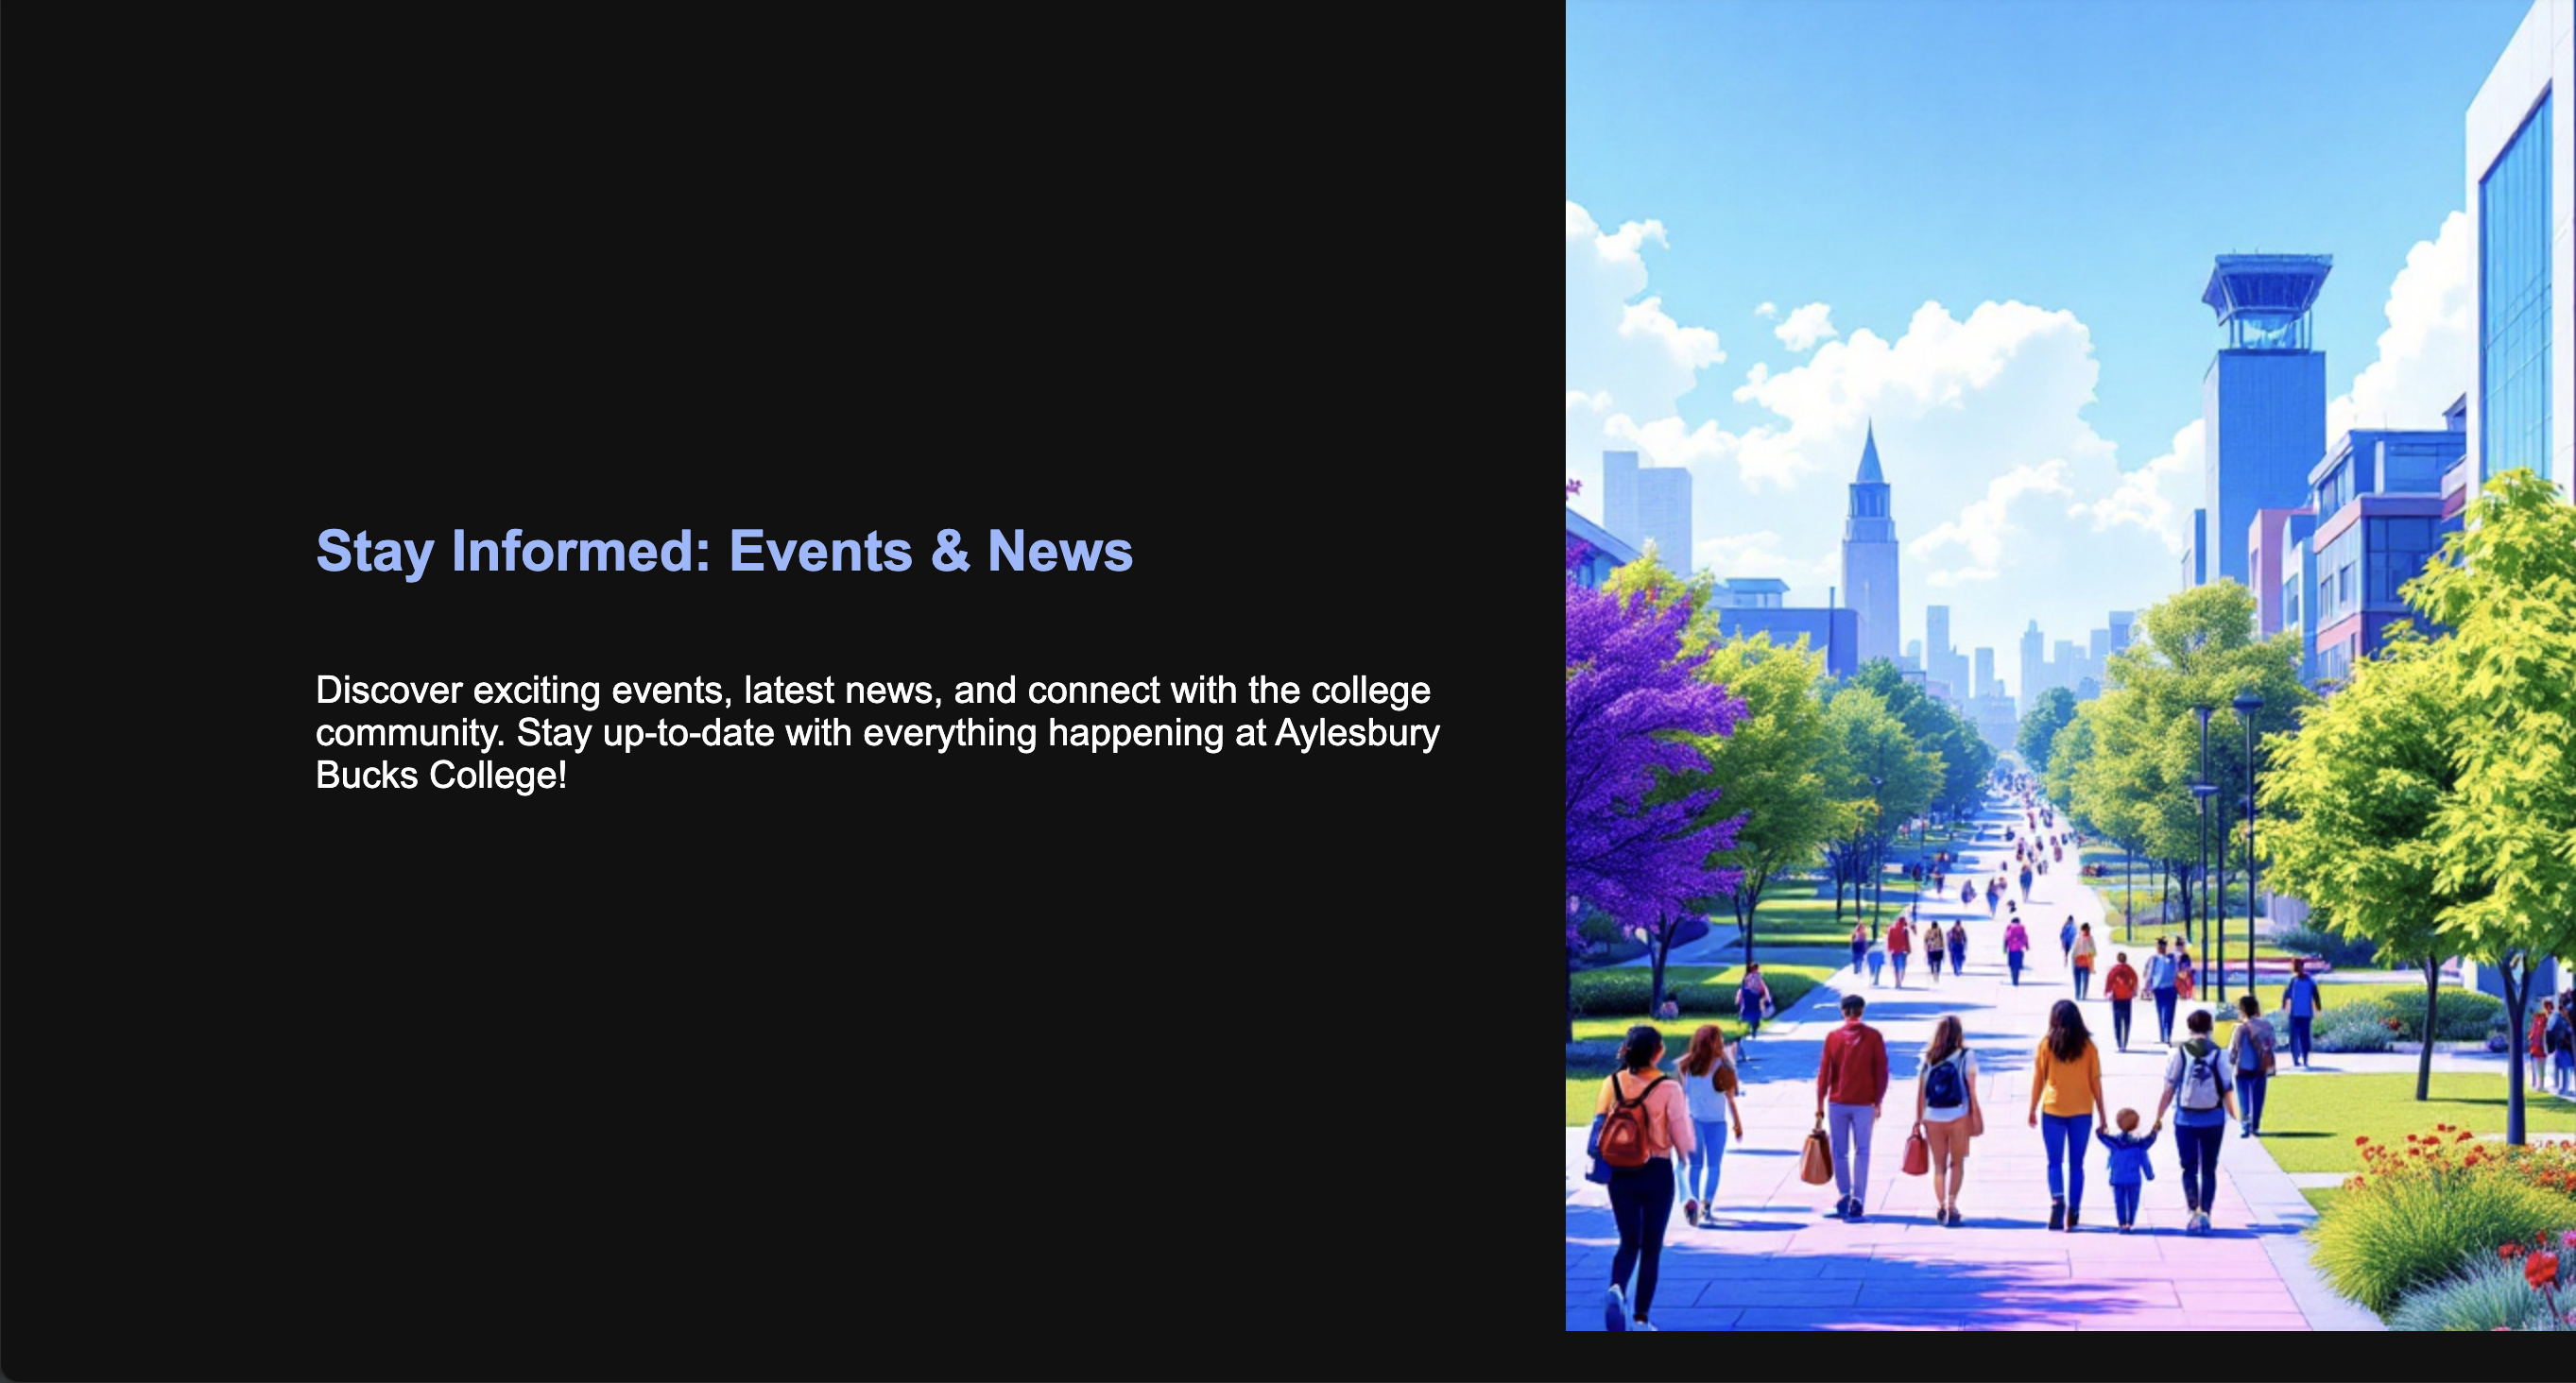 Stay Informed: Events & News
Discover exciting events, latest news, and connect with the college
community. Stay up-to-date with everything happening at Aylesbury
Bucks College!